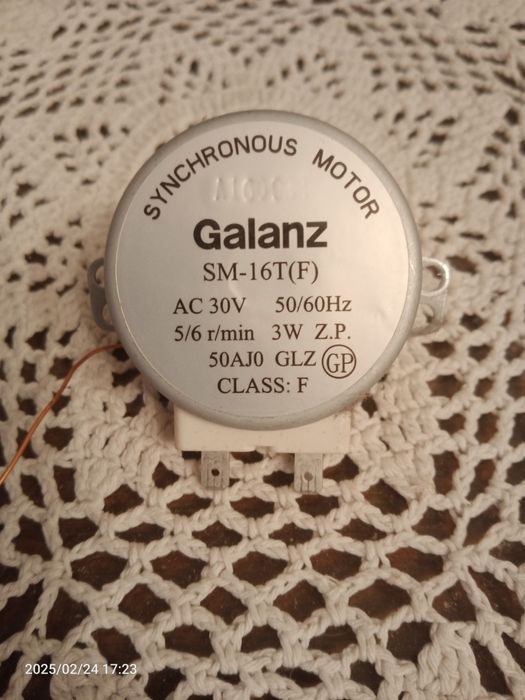 SYNCHRONOUS MOTOR
Galanz
SM-16T(F)
AC 30V 50/60Hz
5/6 r/min 3W Z.P.
50AJ0 GLZ GP
CLASS: F
2025/02/24 17:23